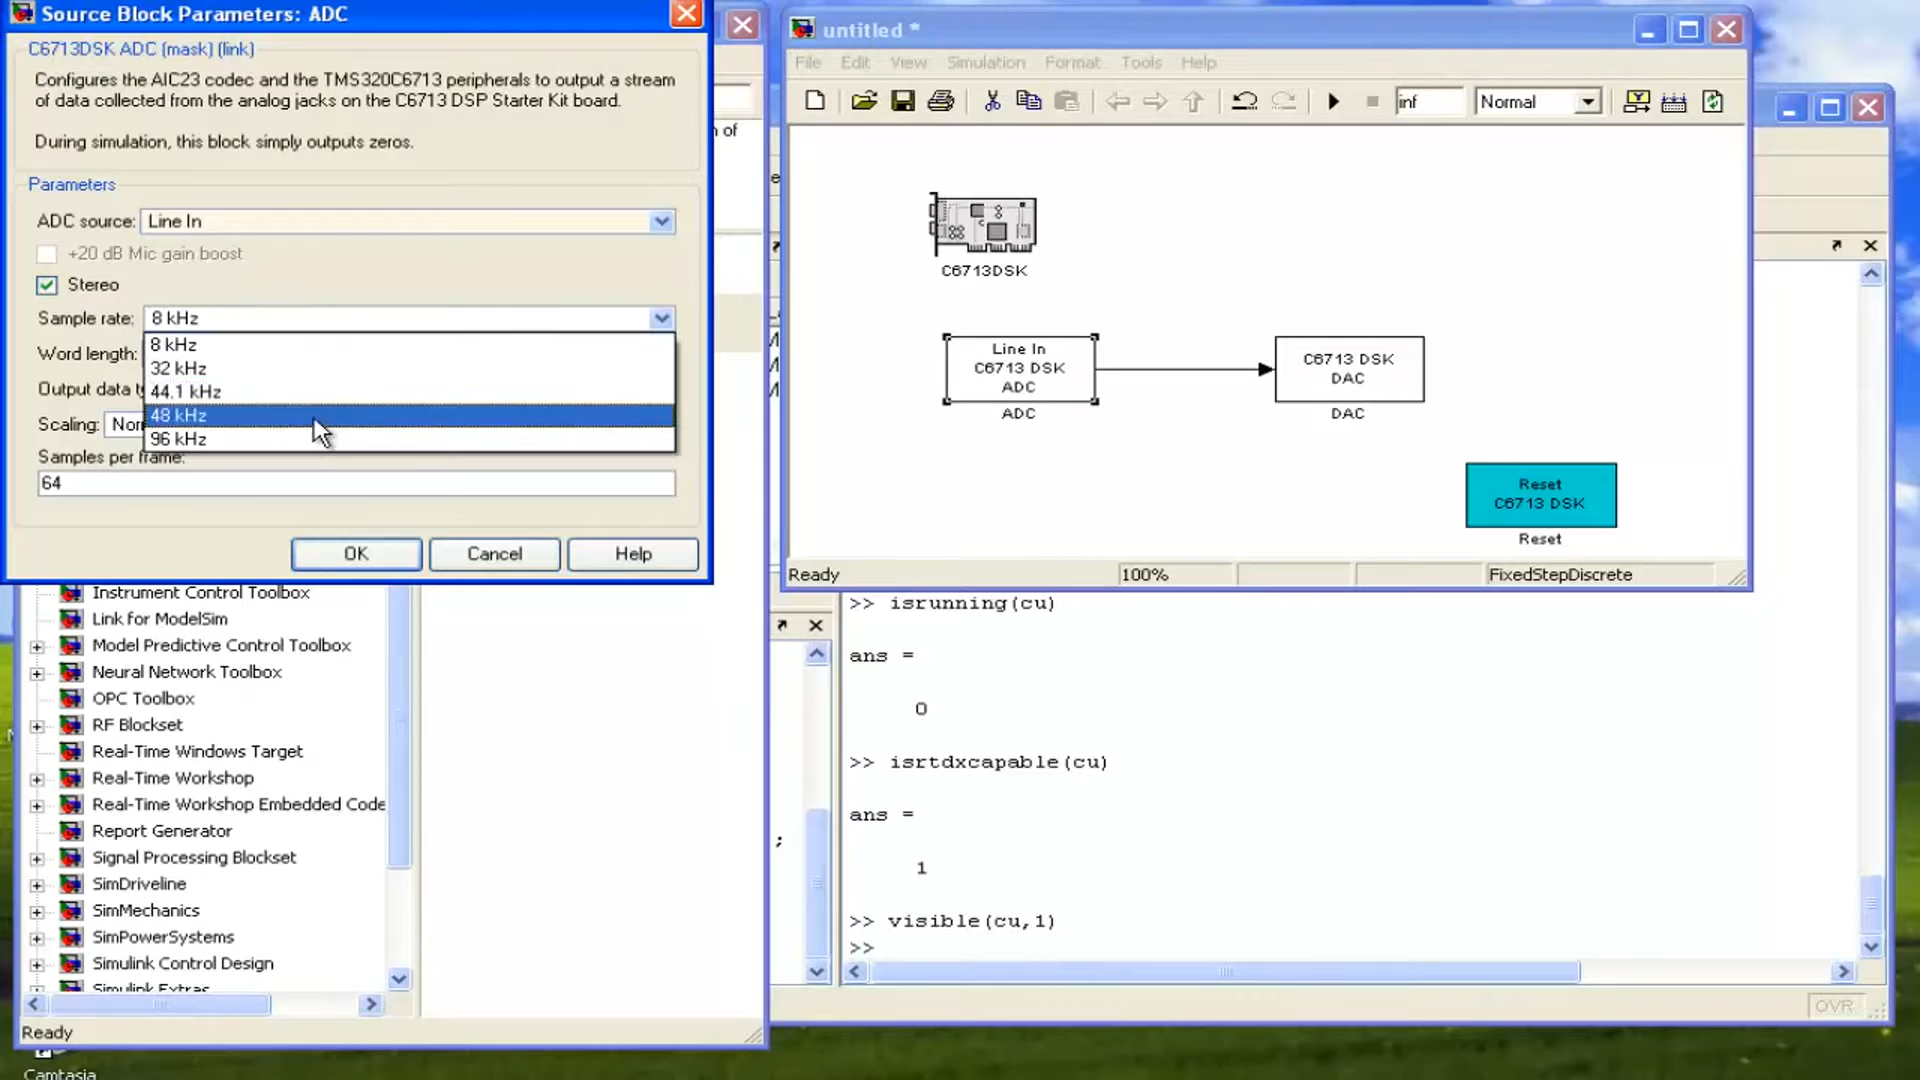 Source Block Parameters: ADC
C6713DSK ADC (mask) (link)
Configures the AIC23 codec and the TMS320C6713 peripherals to output a stream
of data collected from the analog jacks on the C6713 DSP Starter Kit board.
During simulation, this block simply outputs zeros.
Parameters
ADC source: Line In
+20 dB Mic gain boost
Stereo
Sample rate: 8 kHz
8 kHz
32 kHz
44.1 kHz
48 kHz
96 kHz
Word length:
Output data ty
Scaling: Nor
Samples per frame:
64
OK Cancel Help
n of
Instrument Control Toolbox
Link for ModelSim
Model Predictive Control Toolbox
Neural Network Toolbox
OPC Toolbox
RF Blockset
Real-Time Windows Target
Real-Time Workshop
Real-Time Workshop Embedded Code
Report Generator
Signal Processing Blockset
SimDriveline
SimMechanics
SimPowerSystems
Simulink Control Design
Simulink Extras
Ready
Camtasia
untitled *
File Edit View Simulation Format Tools Help
inf Normal
C6713DSK
Line In
C6713 DSK
ADC
ADC
C6713 DSK
DAC
DAC
Reset
C6713 DSK
Reset
Ready 100% FixedStepDiscrete
>> isrunning(cu)
ans =
0
>> isrtdxcapable(cu)
ans =
1
>> visible(cu,1)
>>
;
OVR